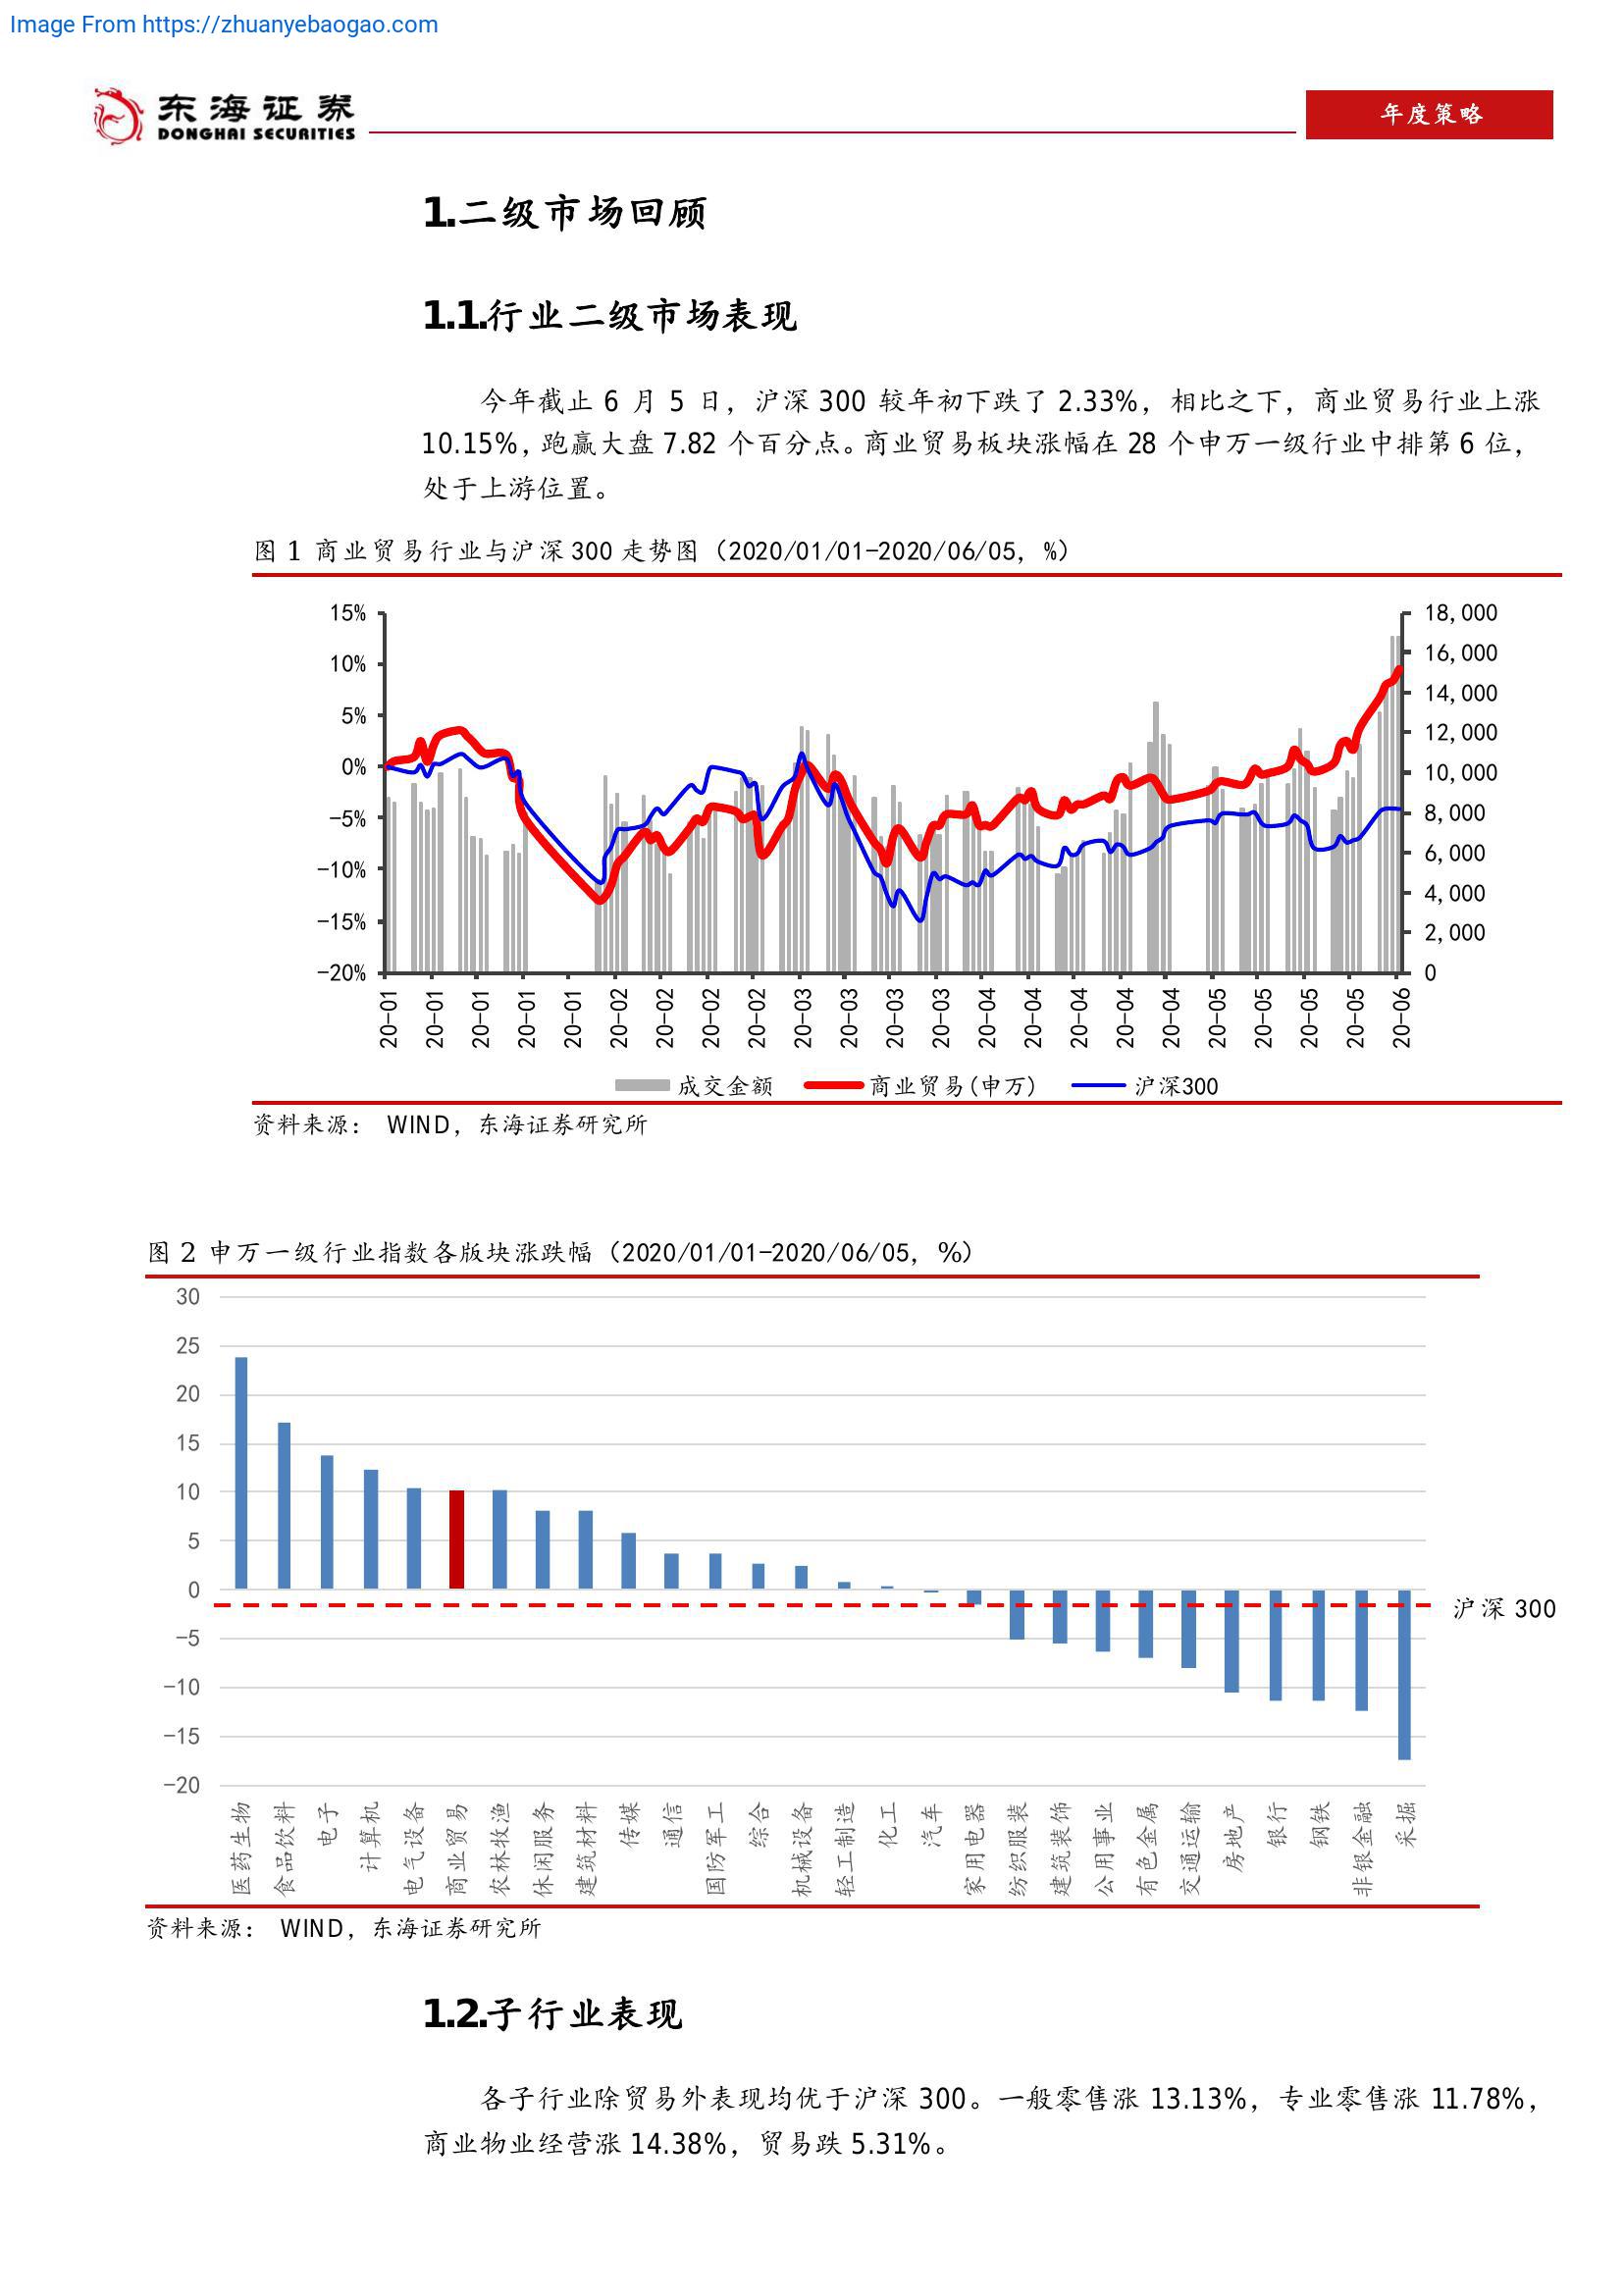 Image From https://zhuanyebaogao.com
东海证券
DONGHAI SECURITIES
年度策略
1.二级市场回顾
1.1.行业二级市场表现
今年截止 6 月 5 日，沪深 300 较年初下跌了 2.33%，相比之下，商业贸易行业上涨
10.15%，跑赢大盘 7.82 个百分点。商业贸易板块涨幅在 28 个申万一级行业中排第 6 位，
处于上游位置。
图 1 商业贸易行业与沪深 300 走势图（2020/01/01-2020/06/05，%）
15%
10%
5%
0%
-5%
-10%
-15%
-20%
18,000
16,000
14,000
12,000
10,000
8,000
6,000
4,000
2,000
0
20-01 20-01 20-01 20-01 20-01 20-02 20-02 20-02 20-02 20-03 20-03 20-03 20-03 20-04 20-04 20-04 20-04 20-04 20-05 20-05 20-05 20-05 20-06
成交金额 商业贸易(申万) 沪深300
资料来源： WIND，东海证券研究所
图 2 申万一级行业指数各版块涨跌幅（2020/01/01-2020/06/05，%）
30
25
20
15
10
5
0
-5
-10
-15
-20
沪深 300
医药生物 食品饮料 电子 计算机 电气设备 商业贸易 农林牧渔 休闲服务 建筑材料 传媒 通信 国防军工 综合 机械设备 轻工制造 化工 汽车 家用电器 纺织服装 建筑装饰 公用事业 有色金属 交通运输 房地产 银行 钢铁 非银金融 采掘
资料来源： WIND，东海证券研究所
1.2.子行业表现
各子行业除贸易外表现均优于沪深 300。一般零售涨 13.13%，专业零售涨 11.78%，
商业物业经营涨 14.38%，贸易跌 5.31%。